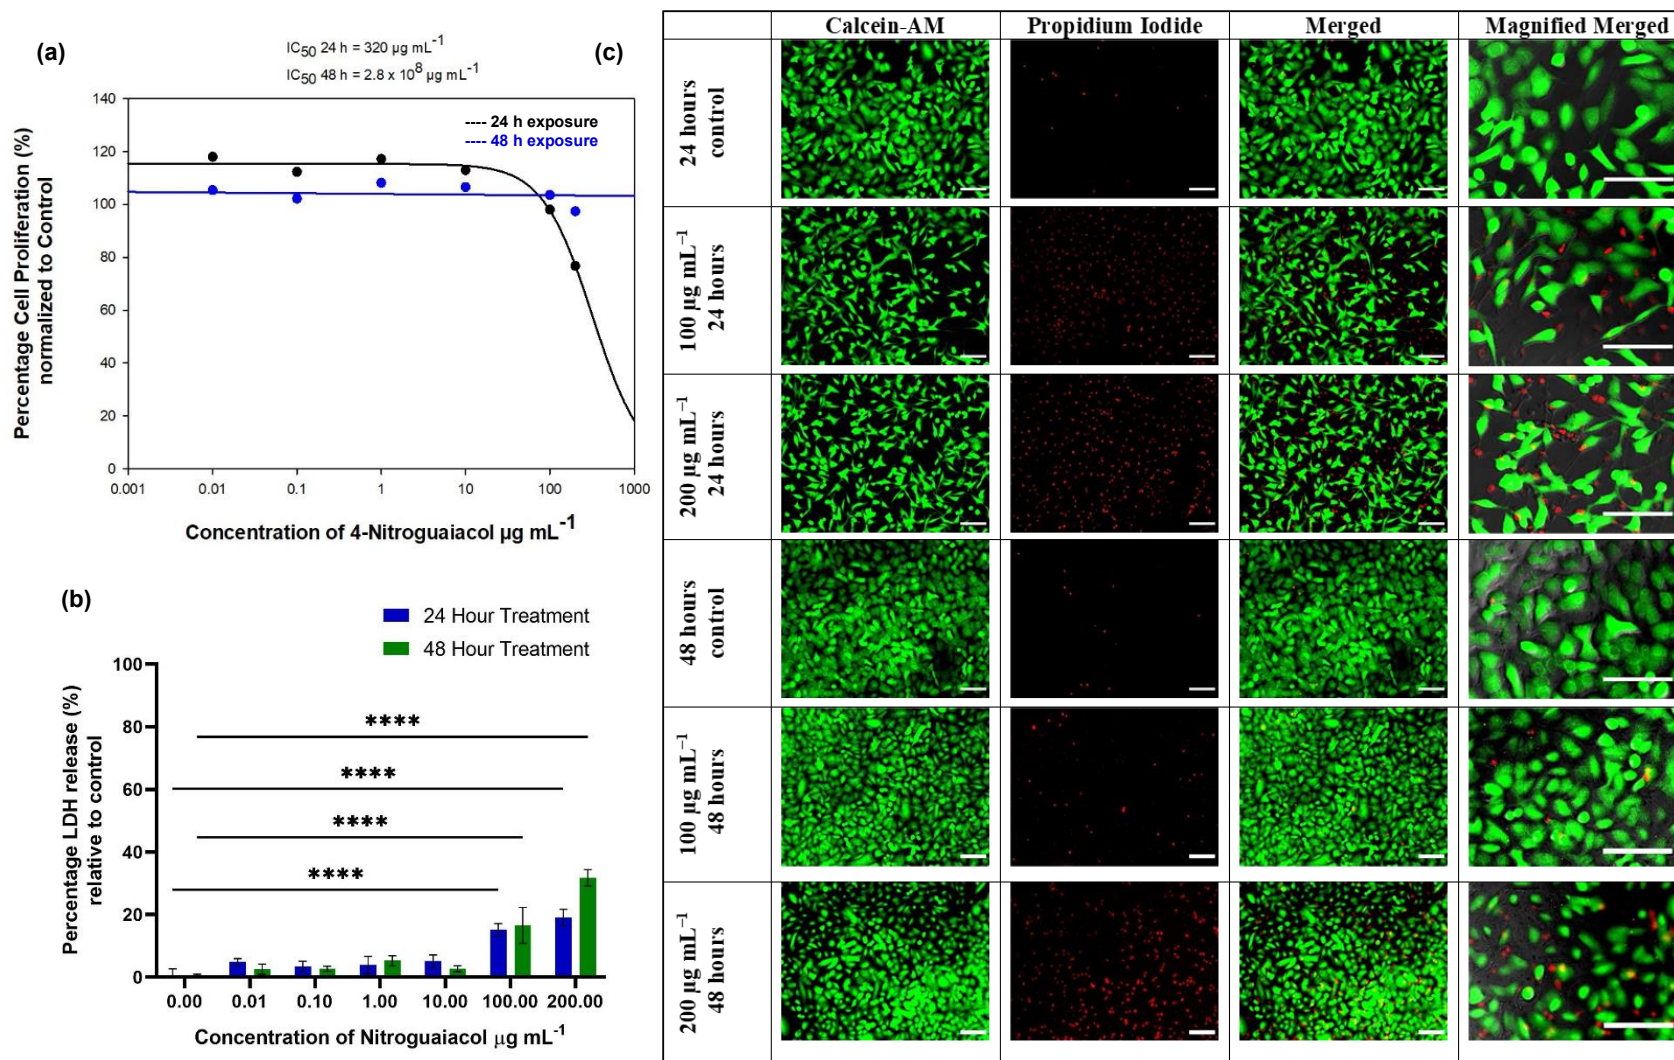 (a)
IC50 24 h = 320 µg mL-1
IC50 48 h = 2.8 x 10^8 µg mL-1
140
120
100
80
60
40
20
0
Percentage Cell Proliferation (%)
normalized to Control
---- 24 h exposure
---- 48 h exposure
0.001 0.01 0.1 1 10 100 1000
Concentration of 4-Nitroguaiacol µg mL-1
(b)
24 Hour Treatment
48 Hour Treatment
100
80
60
40
20
0
Percentage LDH release (%)
relative to control
****
****
****
****
0.00 0.01 0.10 1.00 10.00 100.00 200.00
Concentration of Nitroguaiacol µg mL-1
(c)
Calcein-AM Propidium Iodide Merged Magnified Merged
24 hours
control
100 µg mL−1
24 hours
200 µg mL−1
24 hours
48 hours
control
100 µg mL−1
48 hours
200 µg mL−1
48 hours